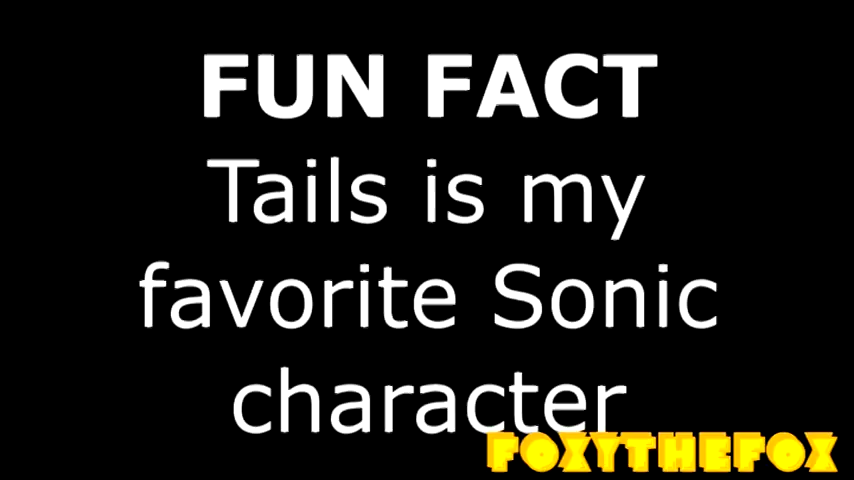 FUN FACT
Tails is my
favorite Sonic
character
FOXYTHEFOX